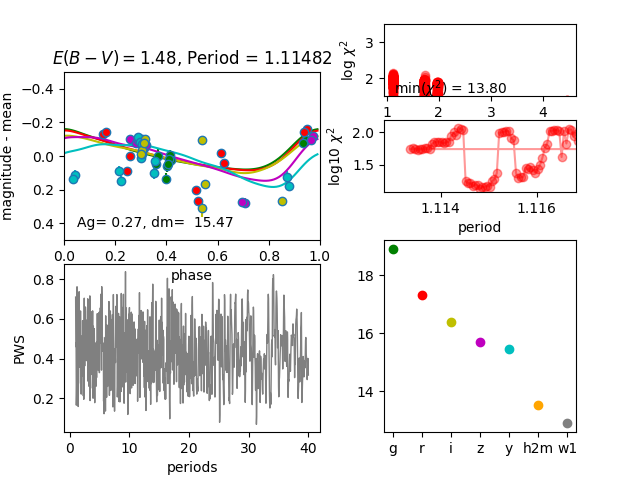 E(B − V) = 1.48, Period = 1.11482
magnitude - mean
−0.4
−0.2
0.0
0.2
0.4
Ag= 0.27, dm=  15.47
0.0 0.2 0.4 0.6 0.8 1.0
phase
log χ²
3
2
min(χ²) = 13.80
1 2 3 4
log10 χ²
2.0
1.5
1.114 1.116
period
PWS
0.8
0.6
0.4
0.2
0 10 20 30 40
periods
18
16
14
g r i z y h2m w1